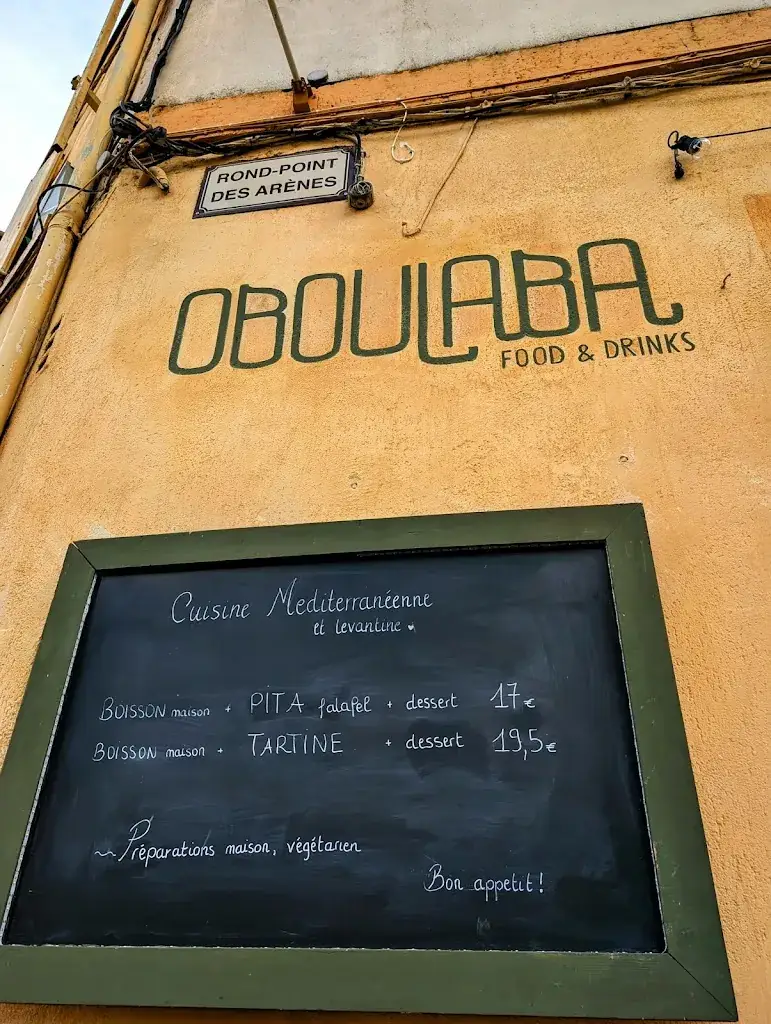 ROND-POINT
DES ARÈNES
OBOULABA
FOOD & DRINKS
Cuisine Mediterranéenne
et levantine
BOISSON maison + PITA falafel + dessert 17€
BOISSON maison + TARTINE + dessert 19,5€
~ Préparations maison, végétarien
Bon appetit!